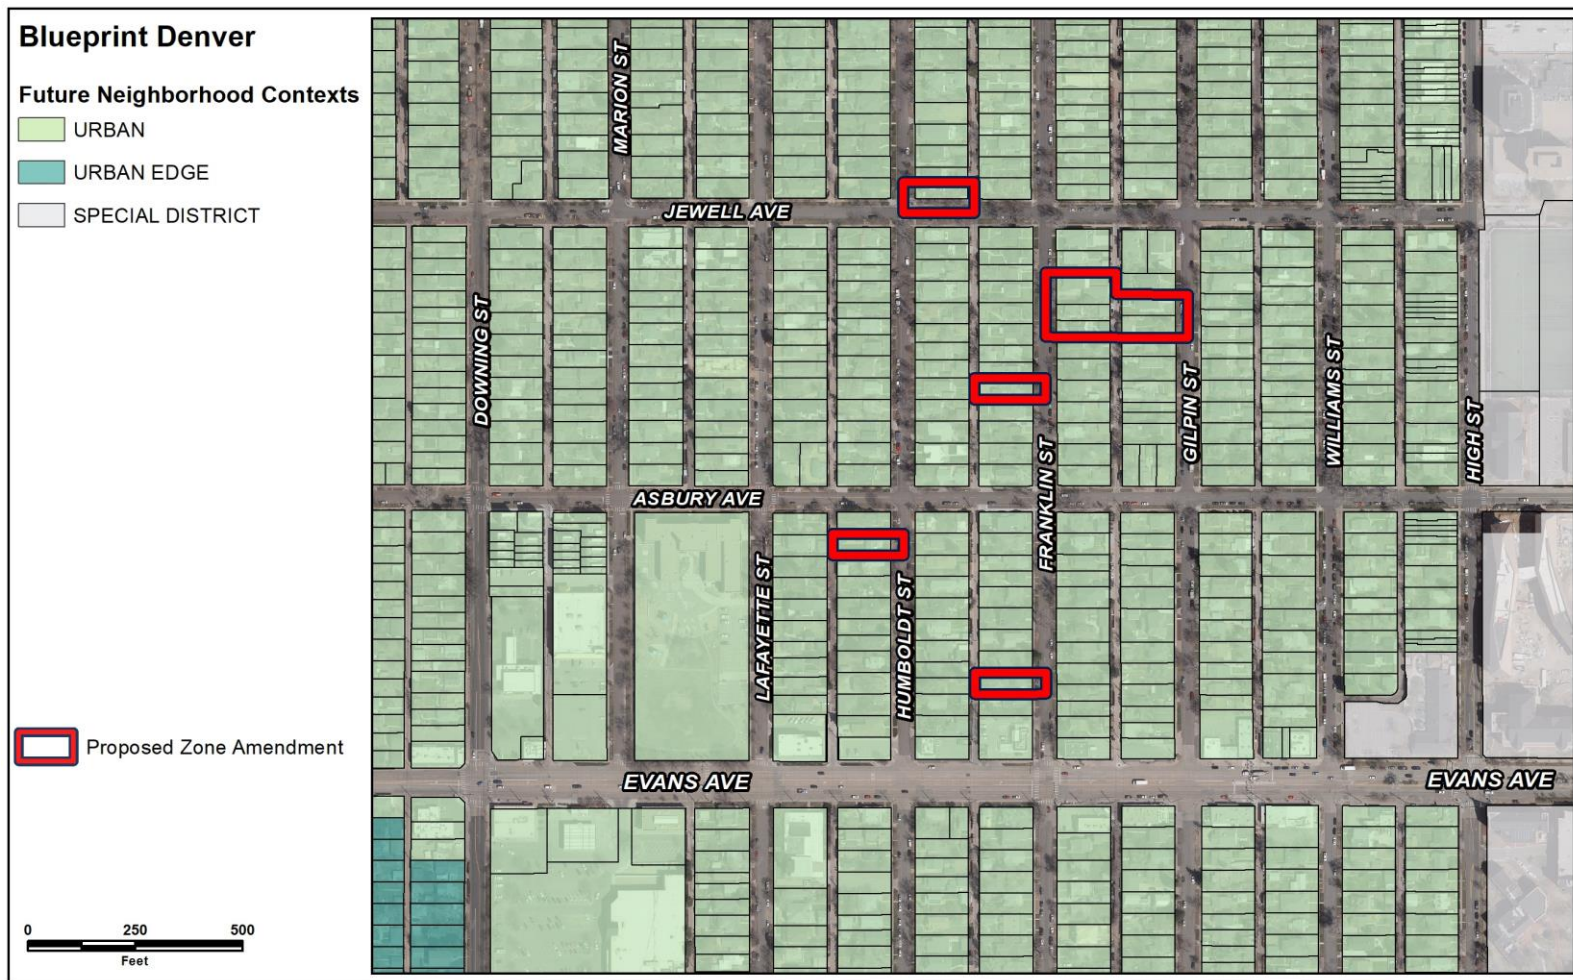 Blueprint Denver
Future Neighborhood Contexts
URBAN
URBAN EDGE
SPECIAL DISTRICT
Proposed Zone Amendment
0 250 500
Feet
MARION ST
JEWELL AVE
DOWNING ST
GILPIN ST
WILLIAMS ST
HIGH ST
FRANKLIN ST
ASBURY AVE
LAFAYETTE ST
HUMBOLDT ST
EVANS AVE
EVANS AVE